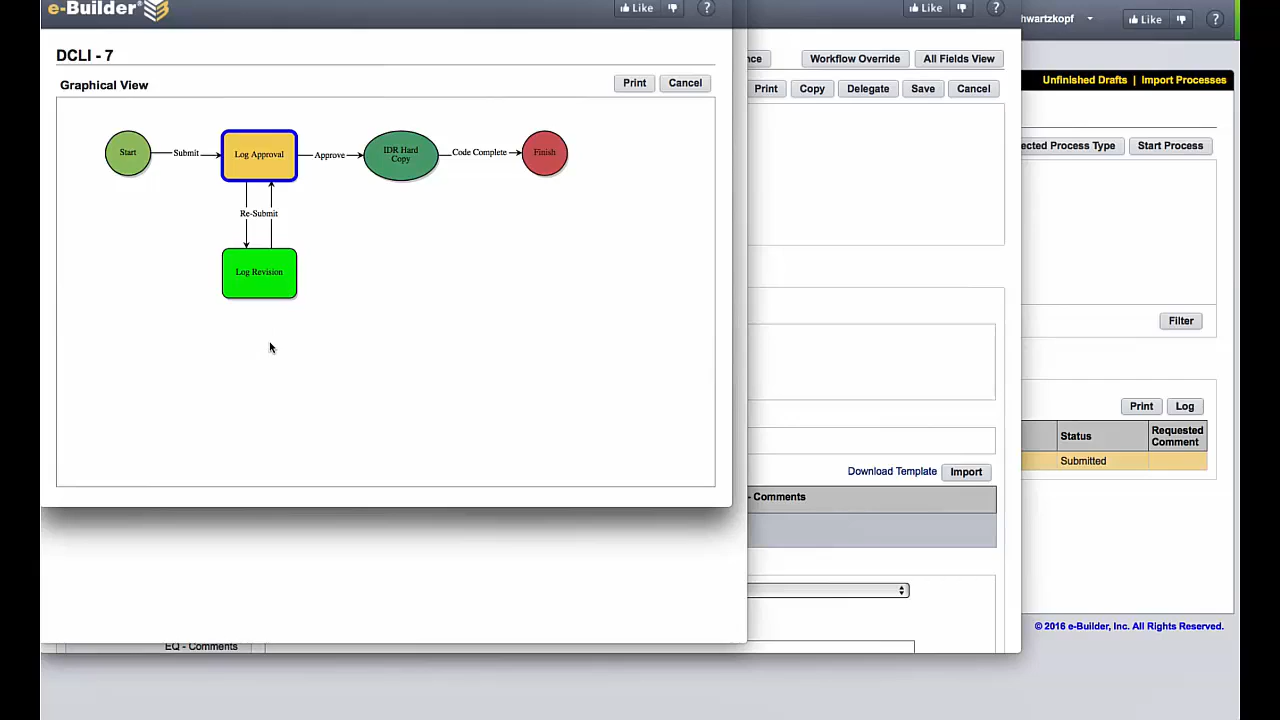 e-Builder®
Like
?
Like
?
hwartzkopf
Like
?
DCLI - 7
Graphical View
Print
Cancel
Start
Submit
Log Approval
Approve
IDR Hard
Copy
Code Complete
Finish
Re-Submit
Log Revision
nce
Workflow Override
All Fields View
Print
Copy
Delegate
Save
Cancel
Unfinished Drafts | Import Processes
ected Process Type
Start Process
Filter
Print
Log
Status
Requested
Comment
Submitted
Download Template
Import
- Comments
© 2016 e-Builder, Inc. All Rights Reserved.
EQ - Comments